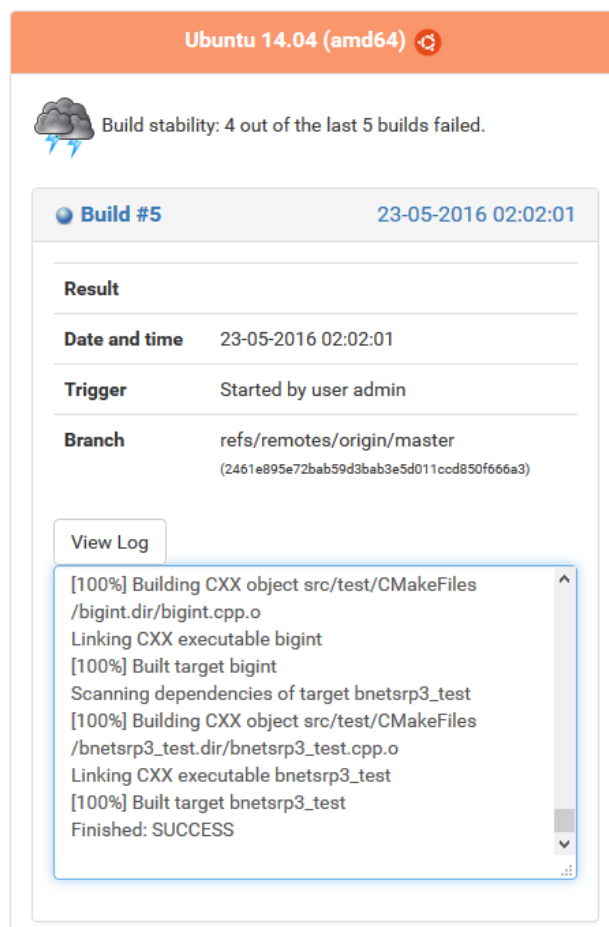 Ubuntu 14.04 (amd64)
Build stability: 4 out of the last 5 builds failed.
Build #5 23-05-2016 02:02:01
Result
Date and time 23-05-2016 02:02:01
Trigger Started by user admin
Branch refs/remotes/origin/master
(2461e895e72bab59d3bab3e5d011ccd850f666a3)
View Log
[100%] Building CXX object src/test/CMakeFiles
/bigint.dir/bigint.cpp.o
Linking CXX executable bigint
[100%] Built target bigint
Scanning dependencies of target bnetsrp3_test
[100%] Building CXX object src/test/CMakeFiles
/bnetsrp3_test.dir/bnetsrp3_test.cpp.o
Linking CXX executable bnetsrp3_test
[100%] Built target bnetsrp3_test
Finished: SUCCESS